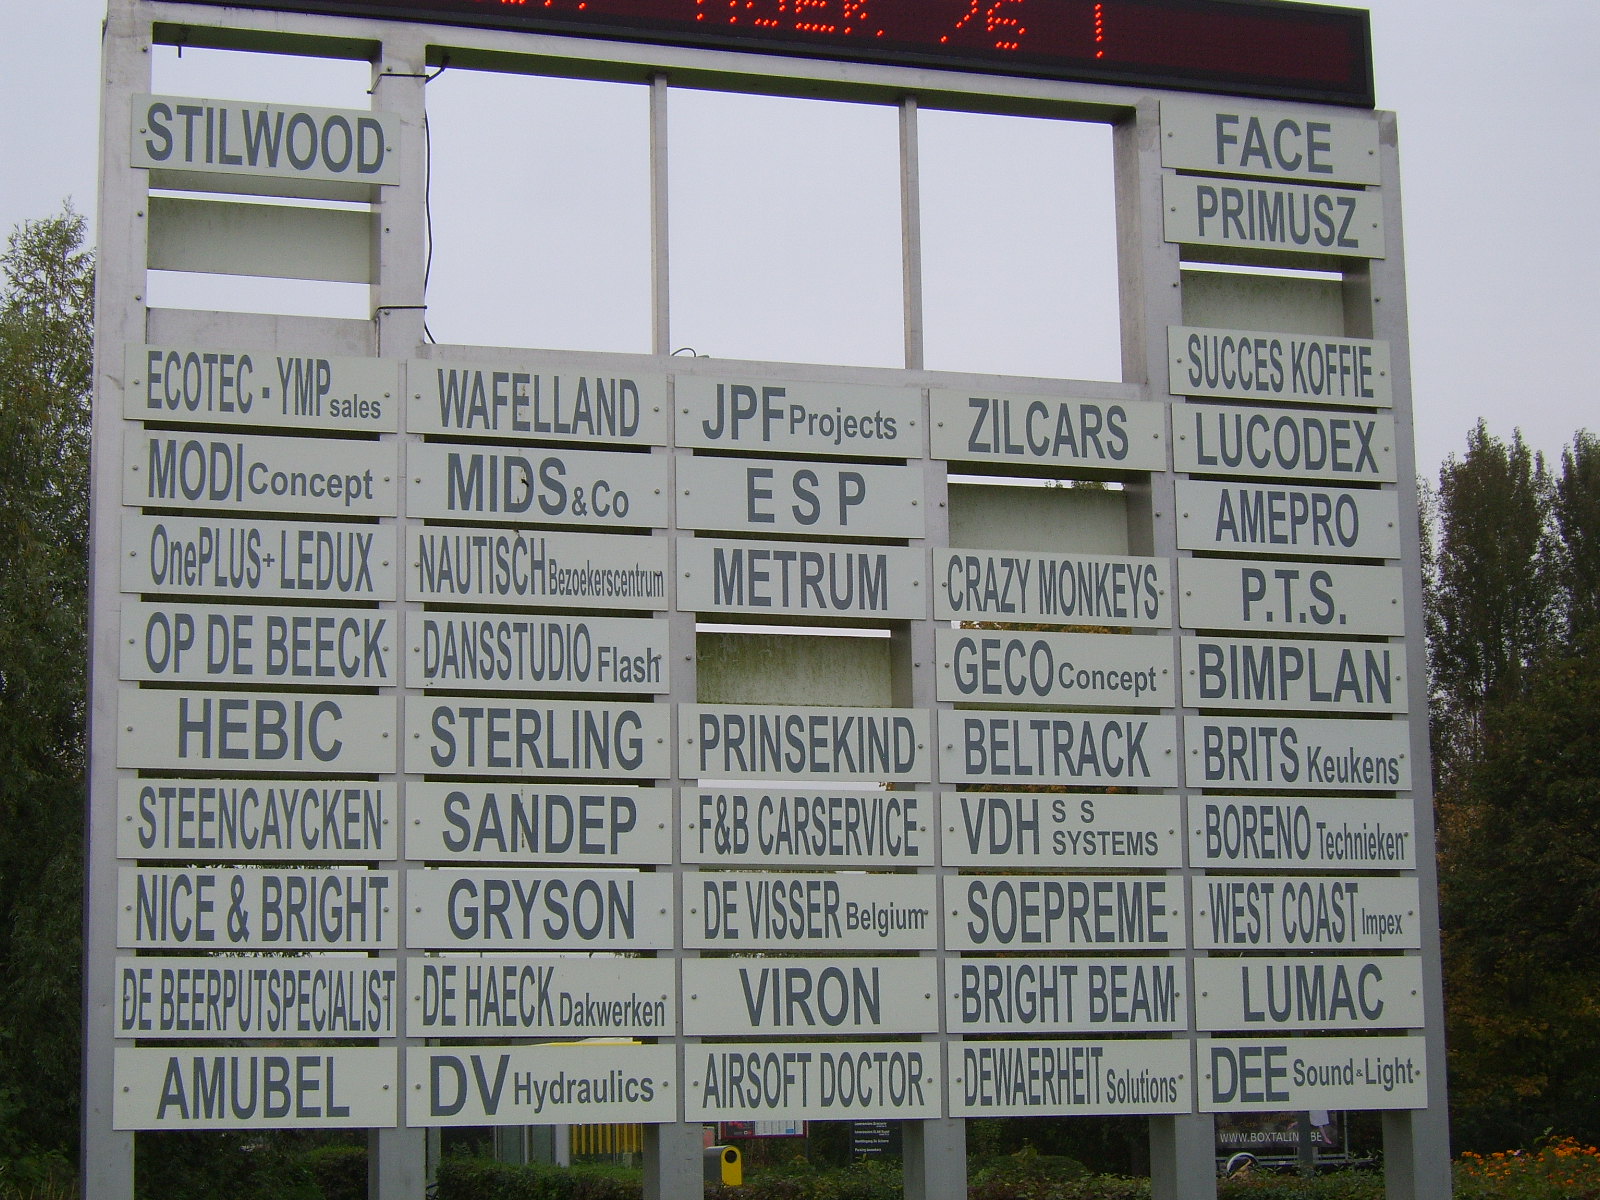 STILWOOD
ECOTEC - YMP sales
MODI Concept
OnePLUS+ LEDUX
OP DE BEECK
HEBIC
STEENCAYCKEN
NICE & BRIGHT
DE BEERPUTSPECIALIST
AMUBEL
WAFELLAND
MIDS & Co
NAUTISCH Bezoekerscentrum
DANSSTUDIO Flash
STERLING
SANDEP
GRYSON
DE HAECK Dakwerken
DV Hydraulics
JPF Projects
E S P
METRUM
PRINSEKIND
F&B CARSERVICE
DE VISSER Belgium
VIRON
AIRSOFT DOCTOR
ZILCARS
CRAZY MONKEYS
GECO Concept
BELTRACK
VDH S S
SYSTEMS
SOEPREME
BRIGHT BEAM
DEWAERHEIT Solutions
FACE
PRIMUSZ
SUCCES KOFFIE
LUCODEX
AMEPRO
P.T.S.
BIMPLAN
BRITS Keukens
BORENO Technieken
WEST COAST Impex
LUMAC
DEE Sound & Light